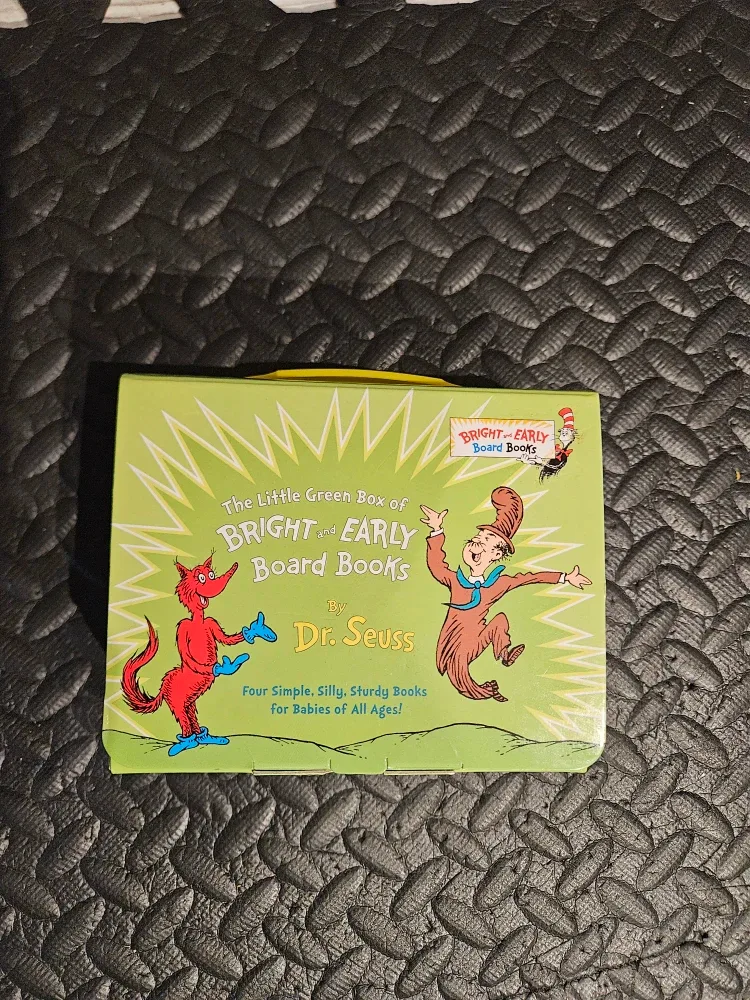 BRIGHT and EARLY
Board Books
The Little Green Box of
BRIGHT and EARLY
Board Books
By
Dr. Seuss
Four Simple, Silly, Sturdy Books
for Babies of All Ages!